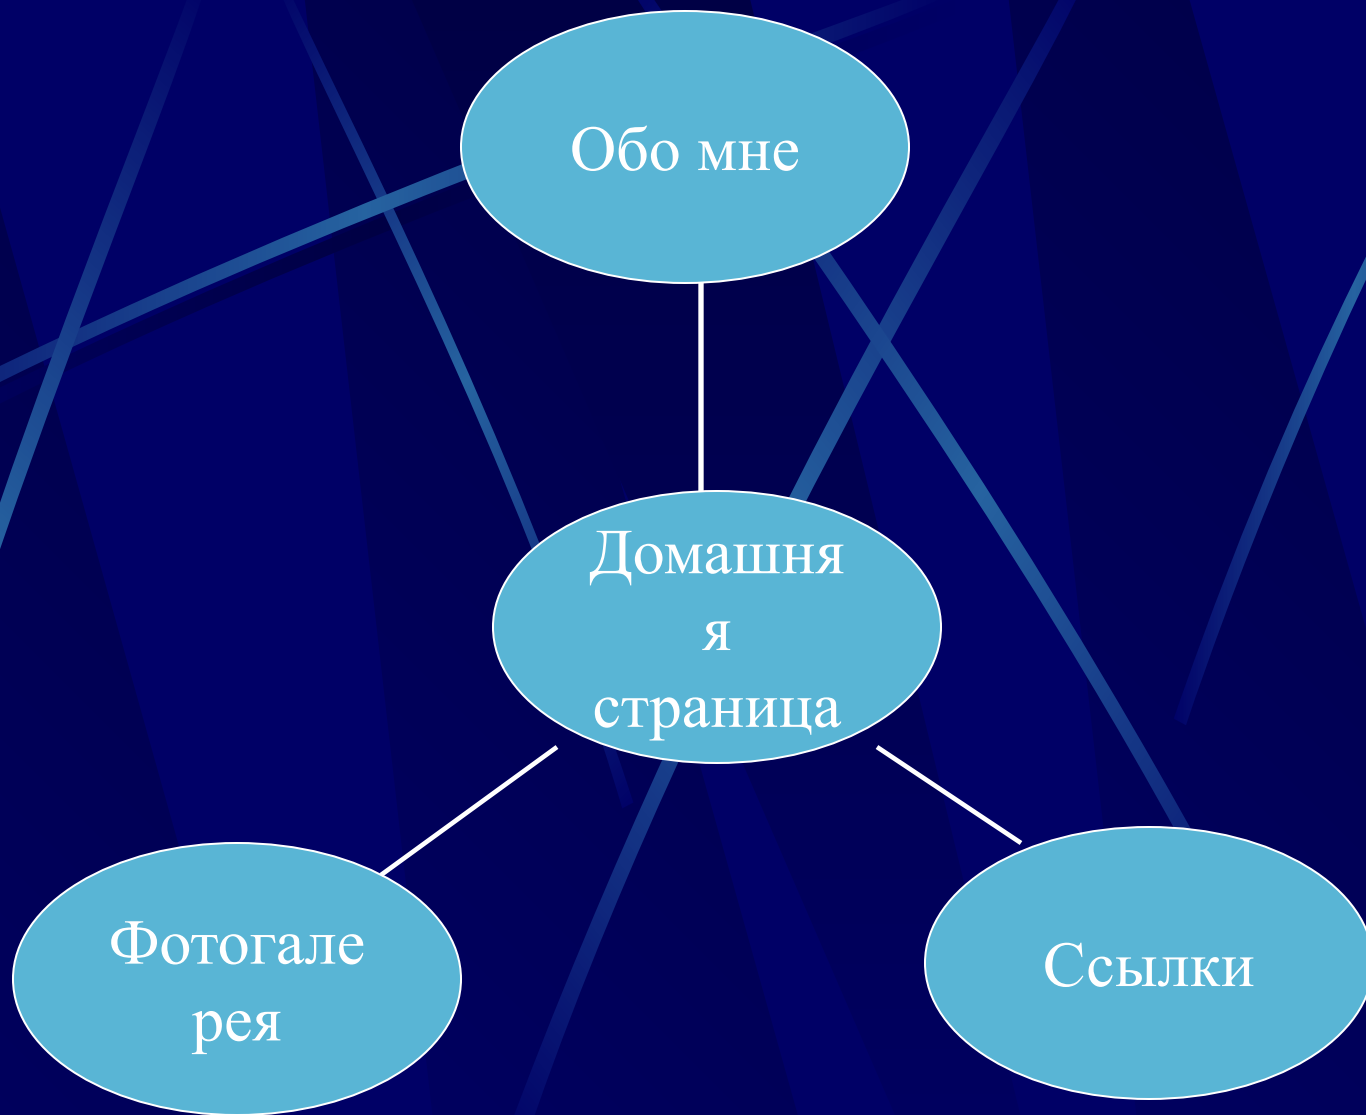 Обо мне
Домашня
я
страница
Фотогале
рея
Ссылки